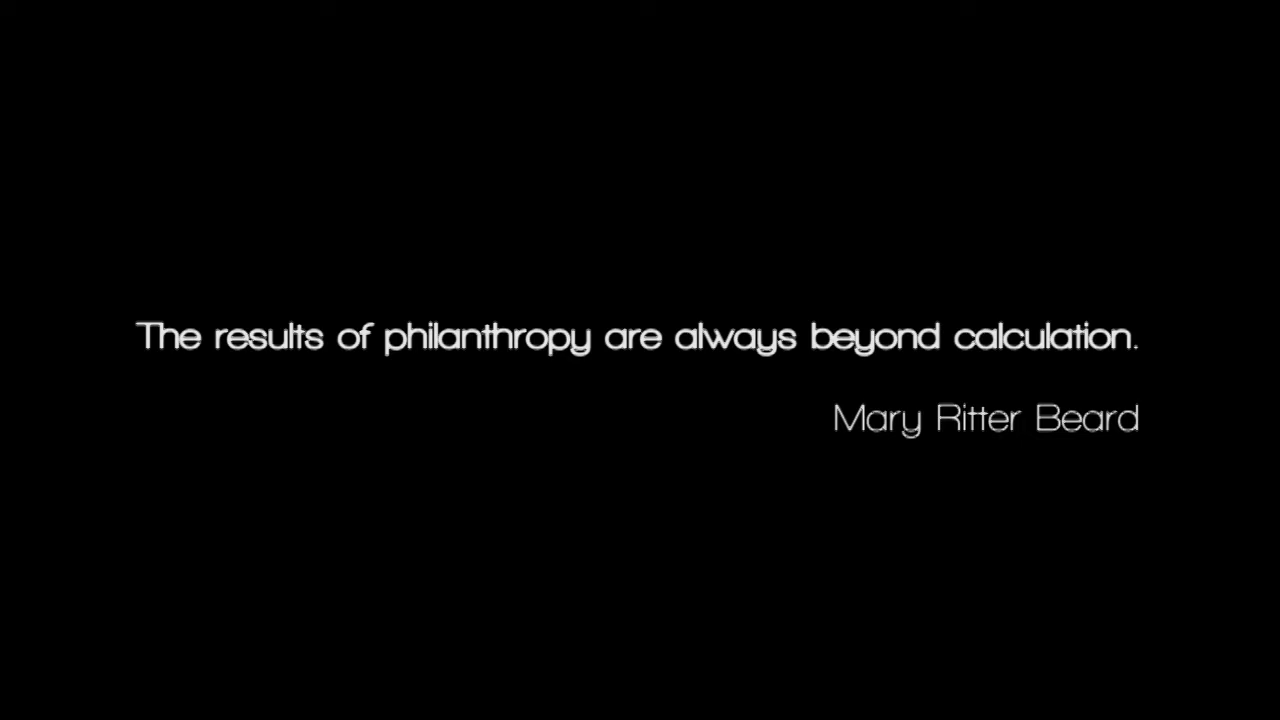 The results of philanthropy are always beyond calculation.
Mary Ritter Beard